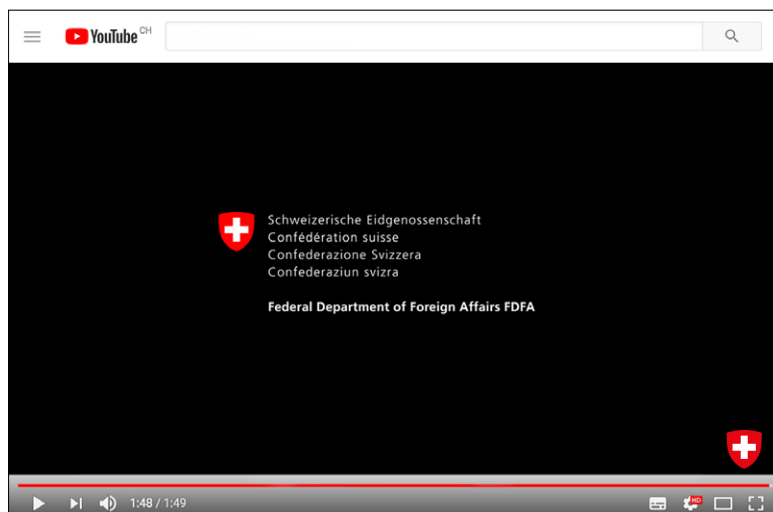 YouTube CH
Schweizerische Eidgenossenschaft
Confédération suisse
Confederazione Svizzera
Confederaziun svizra
Federal Department of Foreign Affairs FDFA
1:48 / 1:49
HD